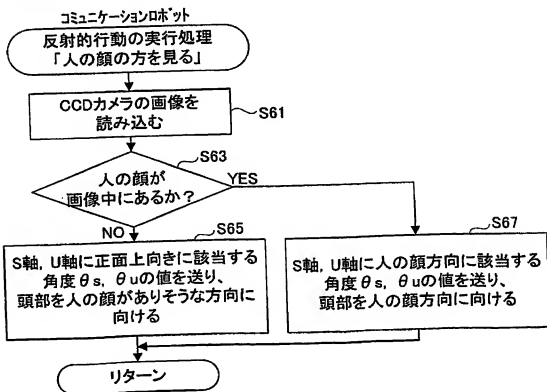 コミュニケーションロボット
反射的行動の実行処理
「人の顔の方を見る」
CCDカメラの画像を
読み込む
S61
S63
人の顔が
画像中にあるか？
YES
NO
S65
S軸, U軸に正面上向きに該当する
角度θs, θuの値を送り、
頭部を人の顔がありそうな方向に
向ける
S67
S軸, U軸に人の顔方向に該当する
角度θs, θuの値を送り、
頭部を人の顔方向に向ける
リターン